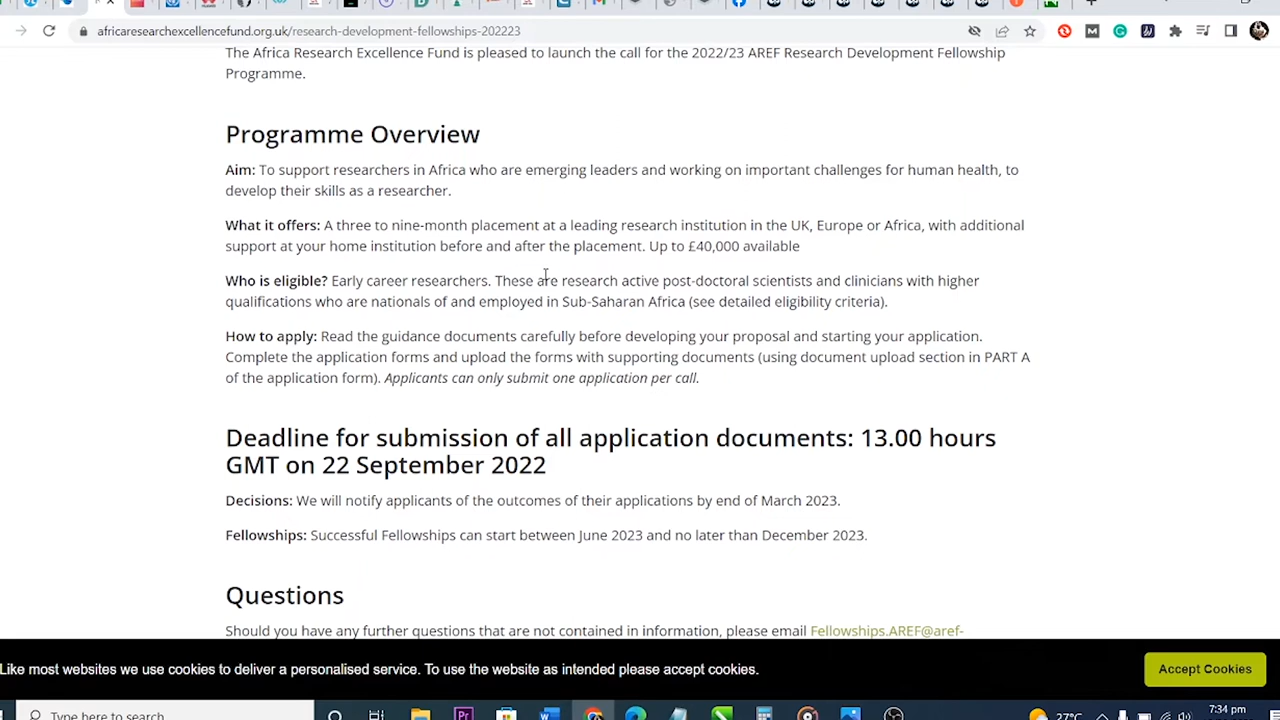 africaresearchexcellencefund.org.uk/research-development-fellowships-202223
The Africa Research Excellence Fund is pleased to launch the call for the 2022/23 AREF Research Development Fellowship
Programme.
Programme Overview
Aim: To support researchers in Africa who are emerging leaders and working on important challenges for human health, to
develop their skills as a researcher.
What it offers: A three to nine-month placement at a leading research institution in the UK, Europe or Africa, with additional
support at your home institution before and after the placement. Up to £40,000 available
Who is eligible? Early career researchers. These are research active post-doctoral scientists and clinicians with higher
qualifications who are nationals of and employed in Sub-Saharan Africa (see detailed eligibility criteria).
How to apply: Read the guidance documents carefully before developing your proposal and starting your application.
Complete the application forms and upload the forms with supporting documents (using document upload section in PART A
of the application form). Applicants can only submit one application per call.
Deadline for submission of all application documents: 13.00 hours
GMT on 22 September 2022
Decisions: We will notify applicants of the outcomes of their applications by end of March 2023.
Fellowships: Successful Fellowships can start between June 2023 and no later than December 2023.
Questions
Should you have any further questions that are not contained in information, please email Fellowships.AREF@aref-
Like most websites we use cookies to deliver a personalised service. To use the website as intended please accept cookies.
Accept Cookies
Type here to search
27°C
7:34 pm